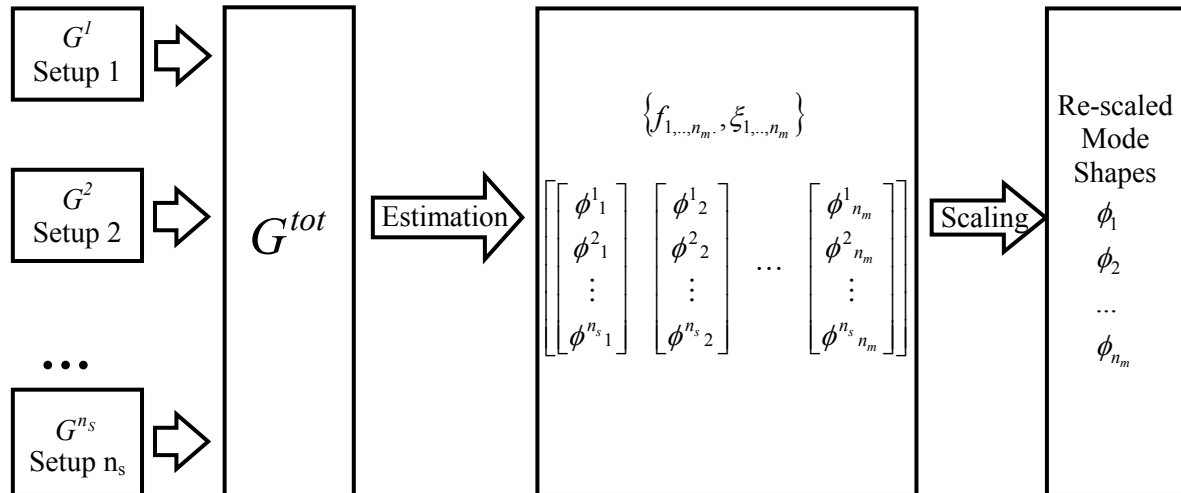 G^1
Setup 1
G^2
Setup 2
...
G^{n_s}
Setup n_s
G^{tot}
Estimation
{f_{1,..,n_m.}, ξ_{1,..,n_m}}
[[ϕ^1_1 ϕ^2_1 ⋮ ϕ^{n_s}_1] [ϕ^1_2 ϕ^2_2 ⋮ ϕ^{n_s}_2] ... [ϕ^1_{n_m} ϕ^2_{n_m} ⋮ ϕ^{n_s}_{n_m}]]
Scaling
Re-scaled
Mode
Shapes
ϕ_1
ϕ_2
...
ϕ_{n_m}